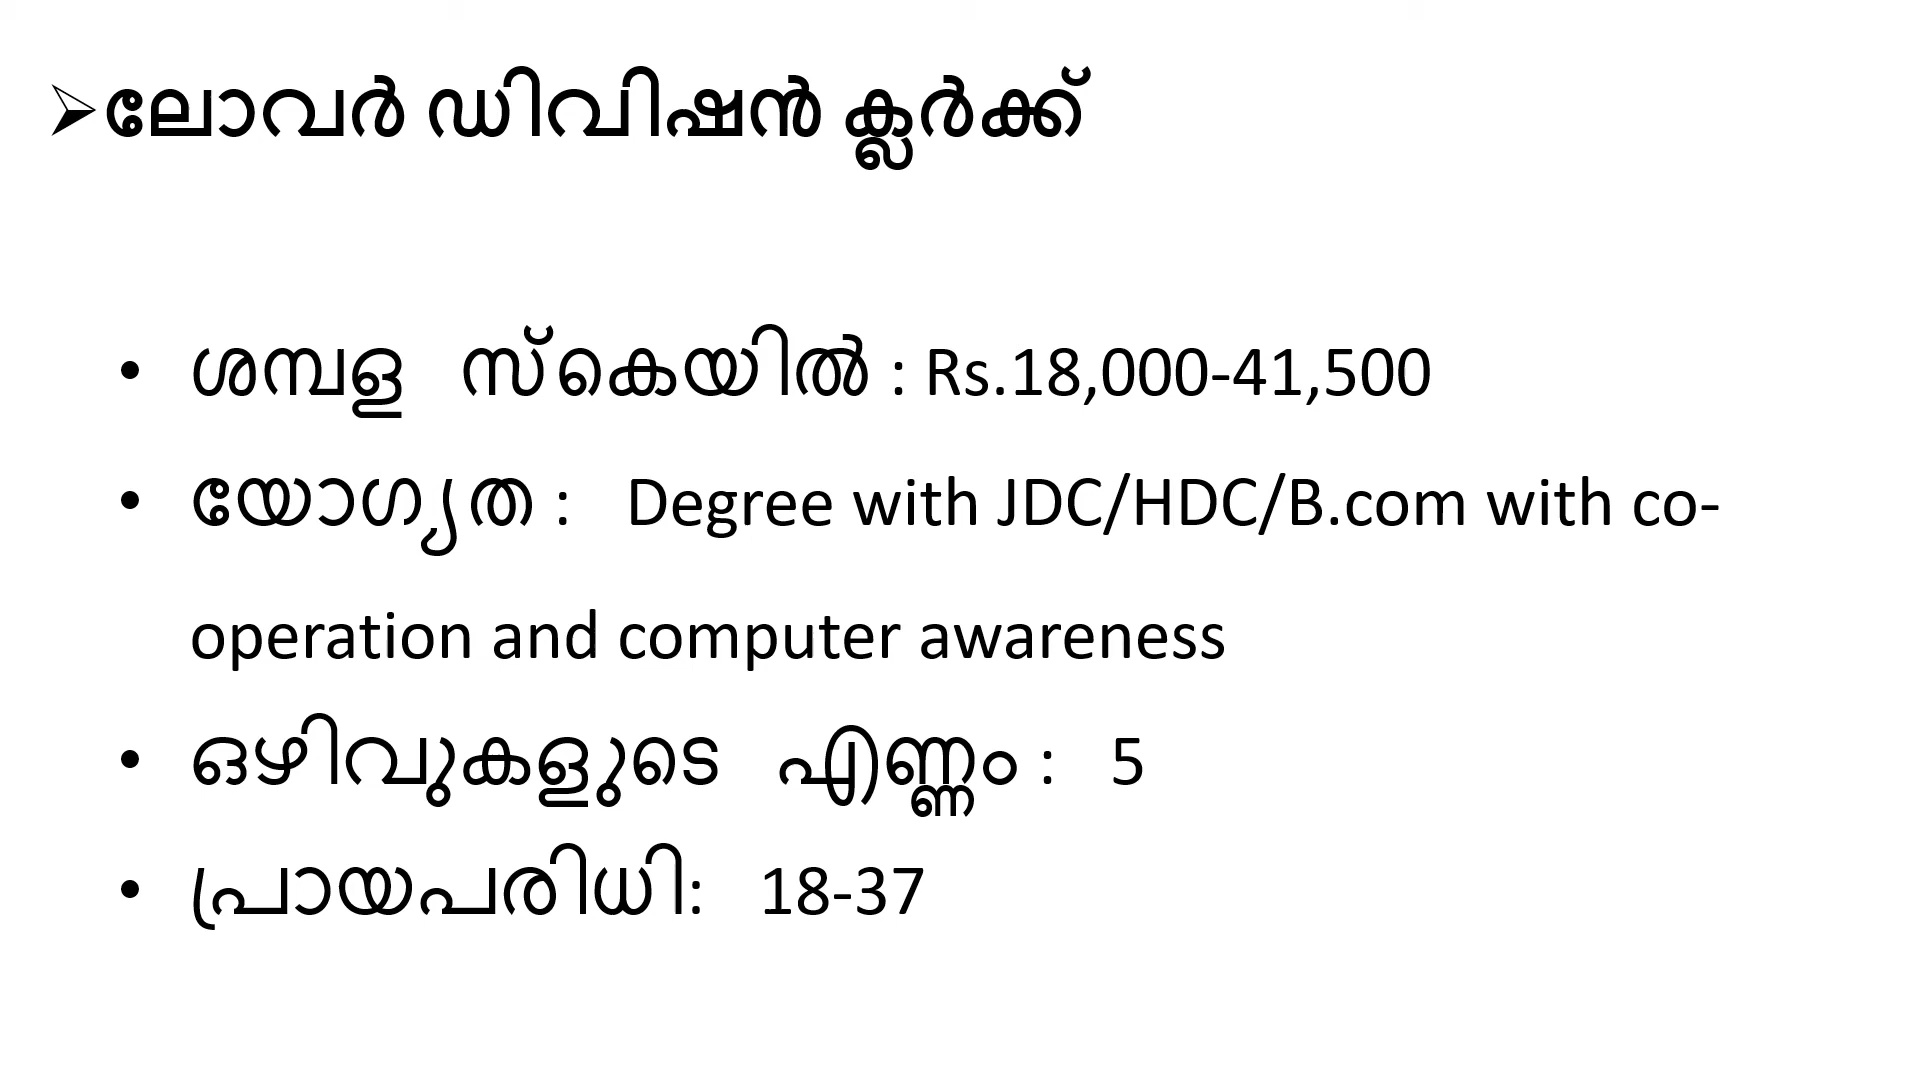 ➢ലോവർ ഡിവിഷൻ ക്ലർക്ക്
• ശമ്പള സ്കെയിൽ : Rs.18,000-41,500
• യോഗ്യത : Degree with JDC/HDC/B.com with co-
operation and computer awareness
• ഒഴിവുകളുടെ എണ്ണം : 5
• പ്രായപരിധി: 18-37